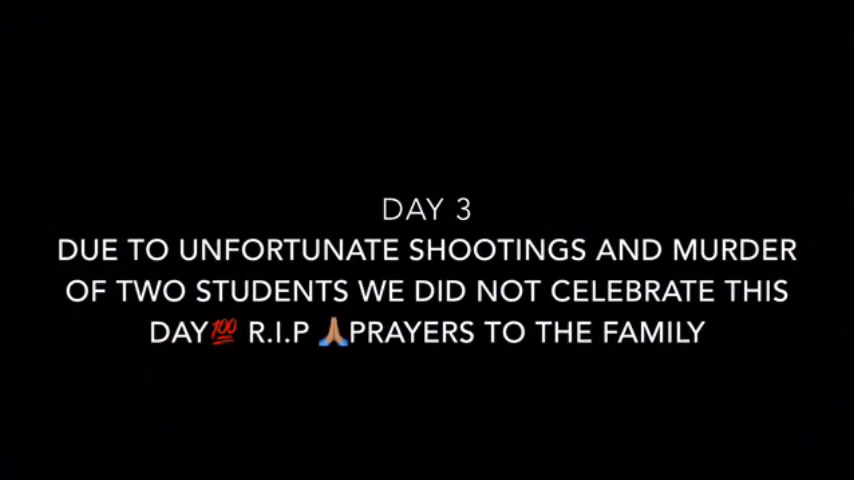 DAY 3
DUE TO UNFORTUNATE SHOOTINGS AND MURDER
OF TWO STUDENTS WE DID NOT CELEBRATE THIS
DAY💯 R.I.P 🙏🏽PRAYERS TO THE FAMILY